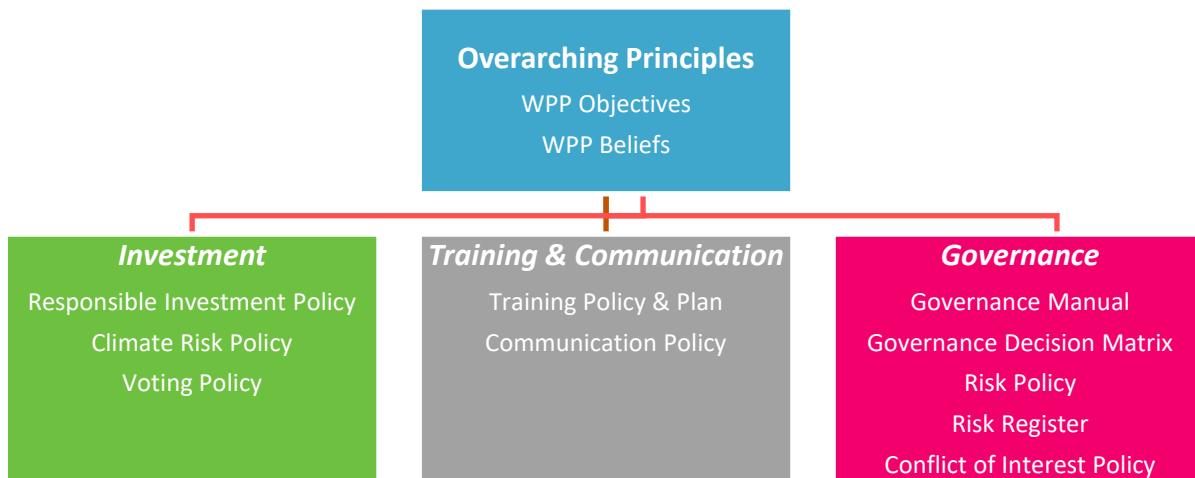 Overarching Principles
WPP Objectives
WPP Beliefs
Investment
Responsible Investment Policy
Climate Risk Policy
Voting Policy
Training & Communication
Training Policy & Plan
Communication Policy
Governance
Governance Manual
Governance Decision Matrix
Risk Policy
Risk Register
Conflict of Interest Policy